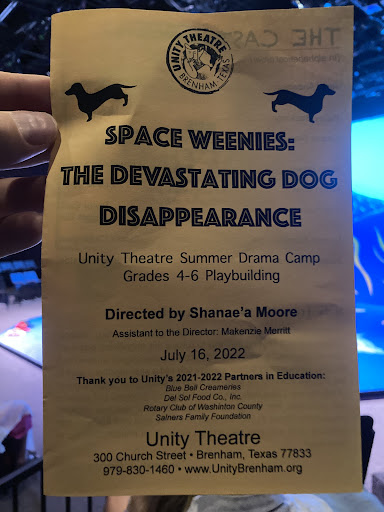 UNITY THEATRE
BRENHAM, TEXAS
THE CAS
SPACE WEENIES:
THE DEVASTATING DOG
DISAPPEARANCE
Unity Theatre Summer Drama Camp
Grades 4-6 Playbuilding
Directed by Shanae'a Moore
Assistant to the Director: Makenzie Merritt
July 16, 2022
Thank you to Unity's 2021-2022 Partners in Education:
Blue Bell Creameries
Del Sol Food Co., Inc.
Rotary Club of Washinton County
Salners Family Foundation
Unity Theatre
300 Church Street • Brenham, Texas 77833
979-830-1460 • www.UnityBrenham.org